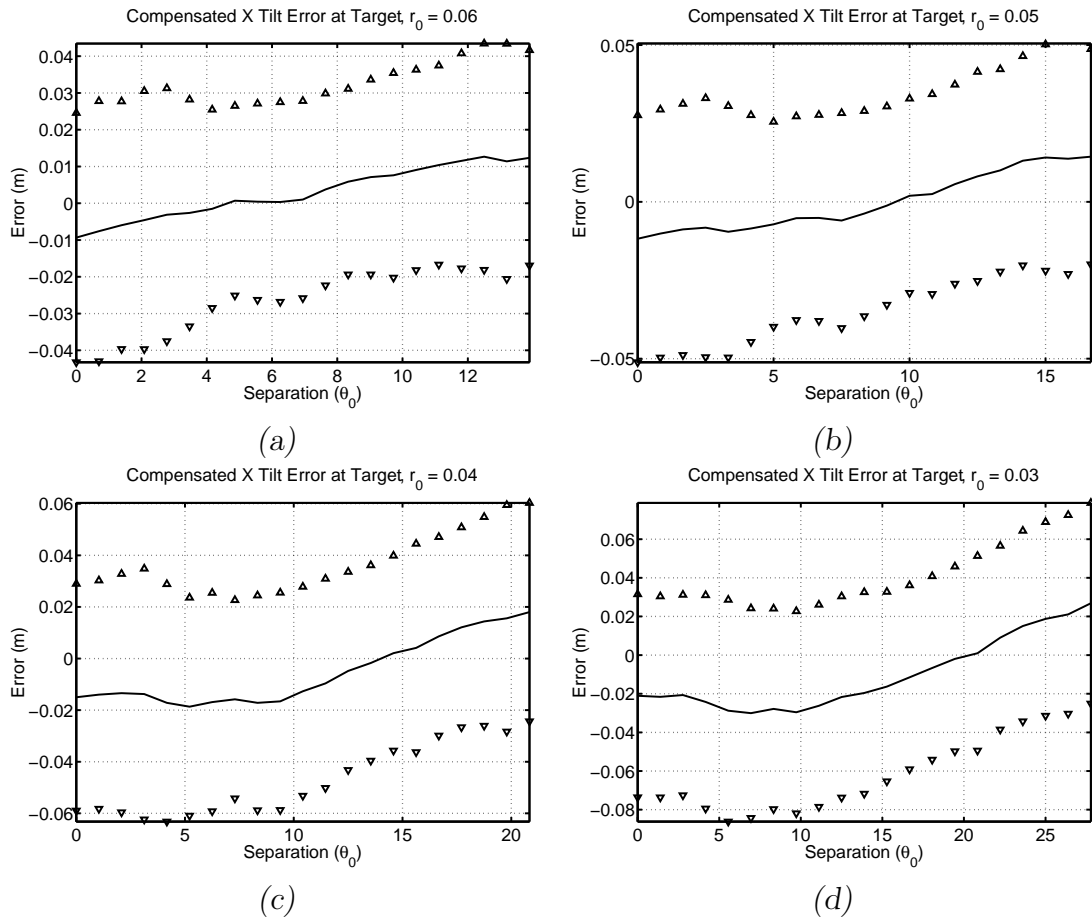 Compensated X Tilt Error at Target, r₀ = 0.06
0.04
0.03
0.02
0.01
0
−0.01
−0.02
−0.03
−0.04
Error (m)
0 2 4 6 8 10 12
Separation (θ₀)
(a)
Compensated X Tilt Error at Target, r₀ = 0.05
0.05
0
−0.05
Error (m)
0 5 10 15
Separation (θ₀)
(b)
Compensated X Tilt Error at Target, r₀ = 0.04
0.06
0.04
0.02
0
−0.02
−0.04
−0.06
Error (m)
0 5 10 15 20
Separation (θ₀)
(c)
Compensated X Tilt Error at Target, r₀ = 0.03
0.06
0.04
0.02
0
−0.02
−0.04
−0.06
−0.08
Error (m)
0 5 10 15 20 25
Separation (θ₀)
(d)